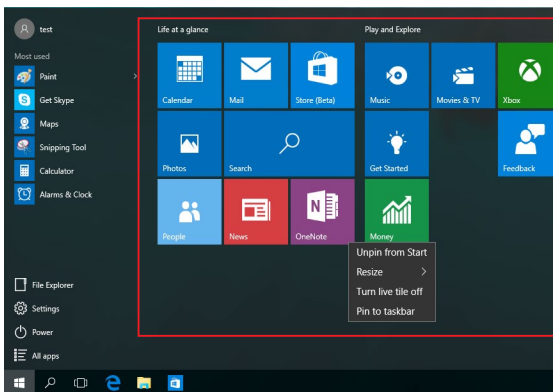 test
Most used
Paint
Get Skype
Maps
Snipping Tool
Calculator
Alarms & Clock
File Explorer
Settings
Power
All apps
Life at a glance
Calendar
Mail
Store (Beta)
Photos
Search
People
News
OneNote
Play and Explore
Music
Movies & TV
Xbox
Get Started
Feedback
Money
Unpin from Start
Resize
Turn live tile off
Pin to taskbar